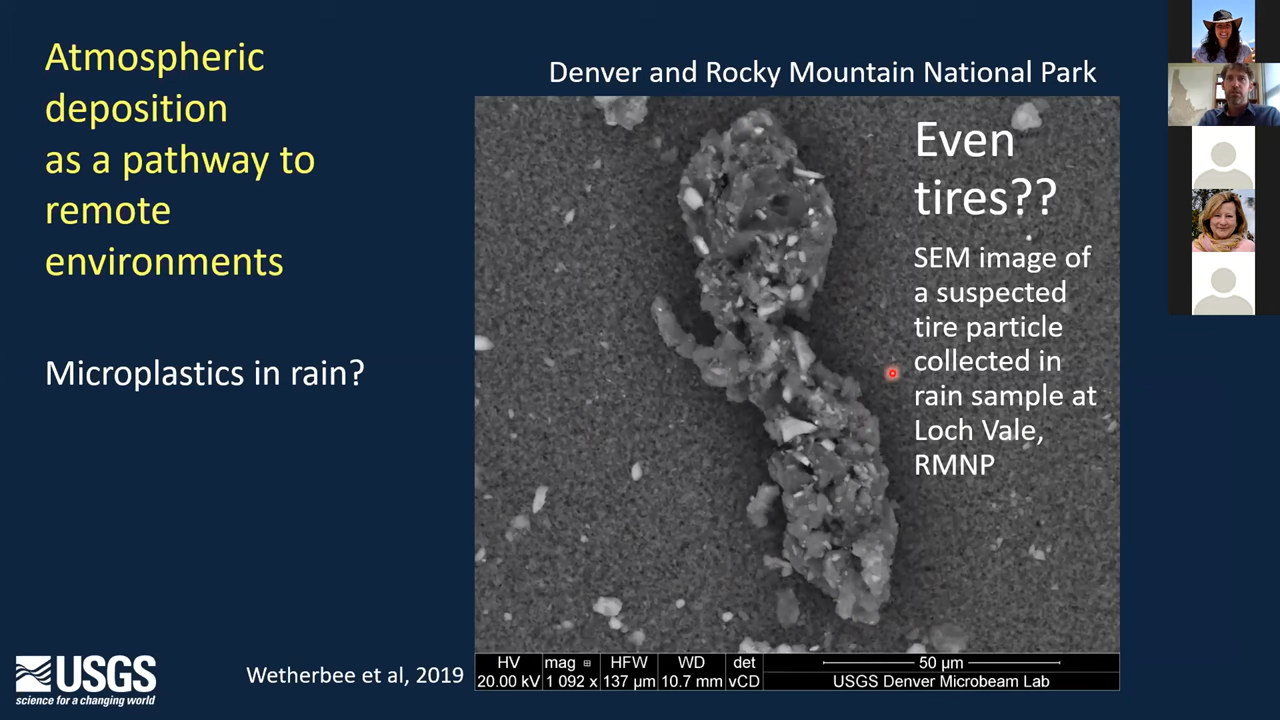 Atmospheric
deposition
as a pathway to
remote
environments
Microplastics in rain?
Denver and Rocky Mountain National Park
Even
tires??
SEM image of
a suspected
tire particle
collected in
rain sample at
Loch Vale,
RMNP
HV mag HFW WD det 50 µm
20.00 kV 1 092 x 137 µm 10.7 mm vCD USGS Denver Microbeam Lab
Wetherbee et al, 2019
USGS
science for a changing world